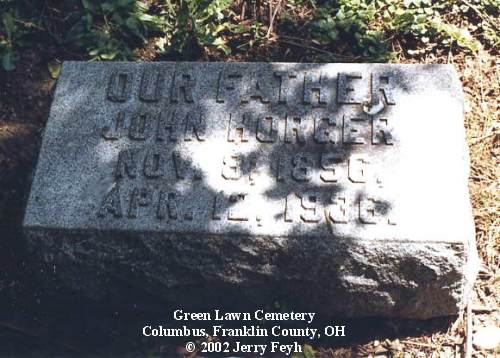 OUR FATHER
JOHN HORGER
NOV. 8, 1856,
APR. 12, 1936.
Green Lawn Cemetery
Columbus, Franklin County, OH
© 2002 Jerry Feyh